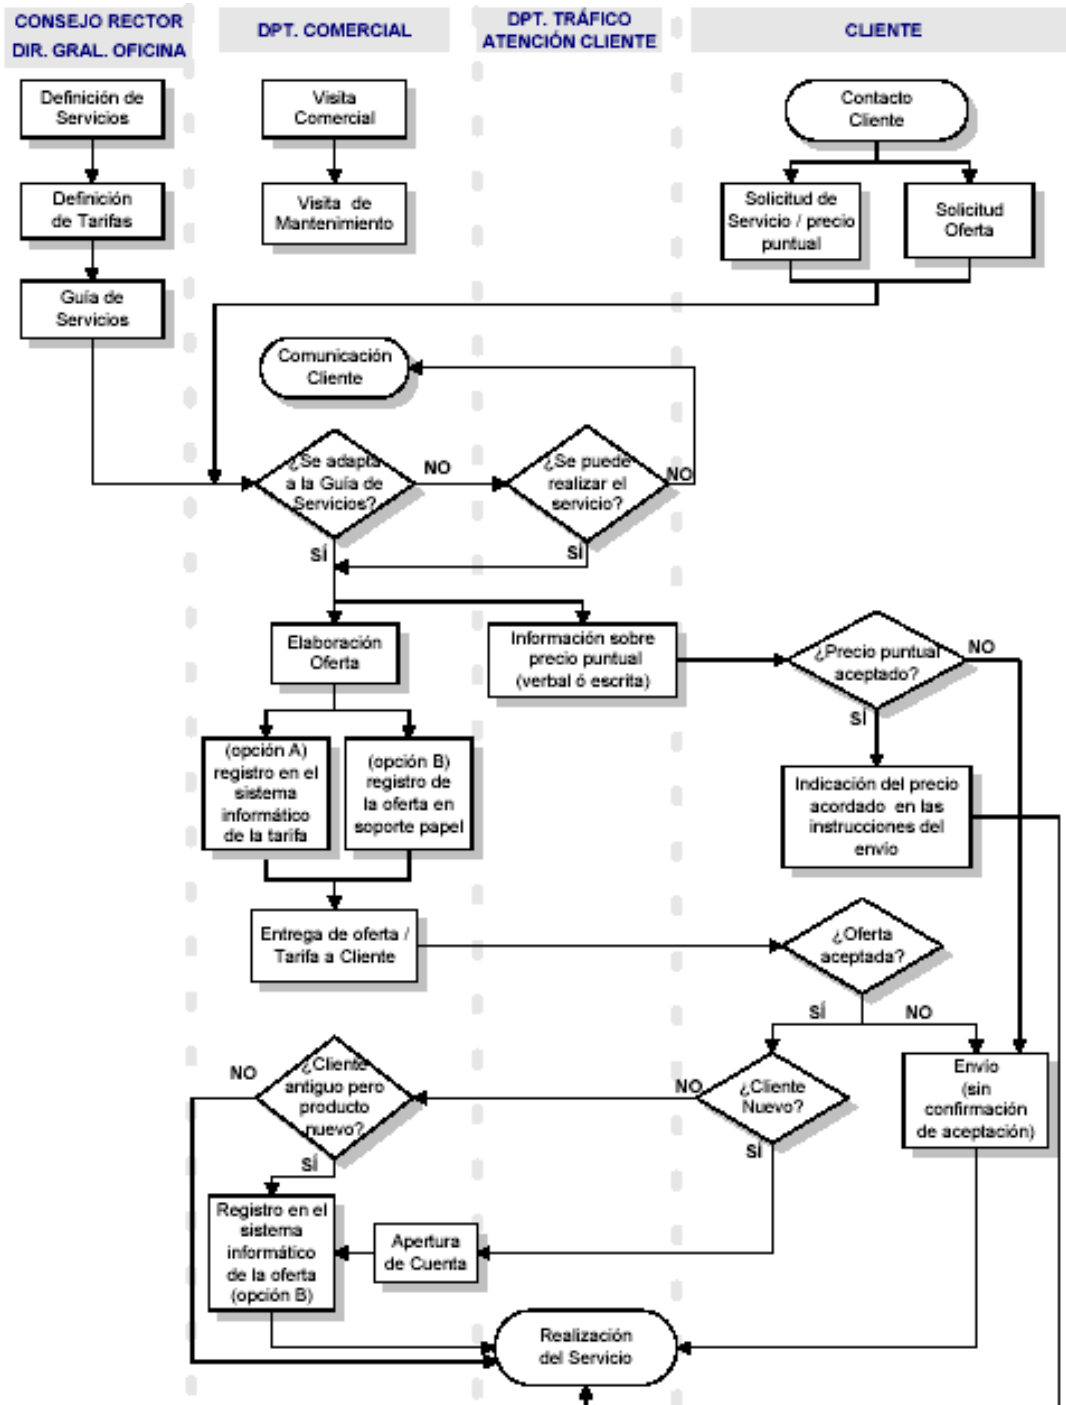 CONSEJO RECTOR
DIR. GRAL. OFICINA
DPT. COMERCIAL
DPT. TRÁFICO
ATENCIÓN CLIENTE
CLIENTE
Definición de
Servicios
Visita
Comercial
Contacto
Cliente
Definición
de Tarifas
Visita de
Mantenimiento
Solicitud de
Servicio / precio
puntual
Solicitud
Oferta
Guía de
Servicios
Comunicación
Cliente
¿Se adapta
a la Guía de
Servicios?
NO
¿Se puede
realizar el
servicio?
NO
SÍ
SÍ
Elaboración
Oferta
Información sobre
precio puntual
(verbal ó escrita)
¿Precio puntual
aceptado?
NO
SÍ
(opción A)
registro en el
sistema
informático
de la tarifa
(opción B)
registro de
la oferta en
soporte papel
Indicación del precio
acordado en las
instrucciones del
envío
Entrega de oferta /
Tarifa a Cliente
¿Oferta
aceptada?
SÍ
NO
NO
¿Cliente
antiguo pero
producto
nuevo?
NO
¿Cliente
Nuevo?
Envío
(sin
confirmación
de aceptación)
SÍ
SÍ
Registro en el
sistema
informático
de la oferta
(opción B)
Apertura
de Cuenta
Realización
del Servicio